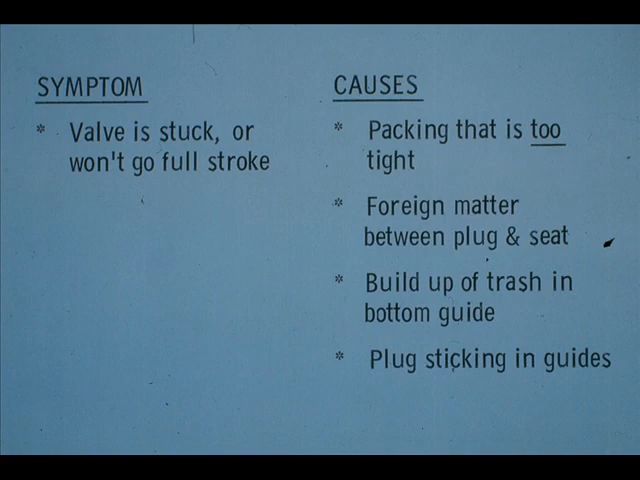 SYMPTOM
* Valve is stuck, or
won't go full stroke
CAUSES
* Packing that is too
tight
* Foreign matter
between plug & seat
* Build up of trash in
bottom guide
* Plug sticking in guides